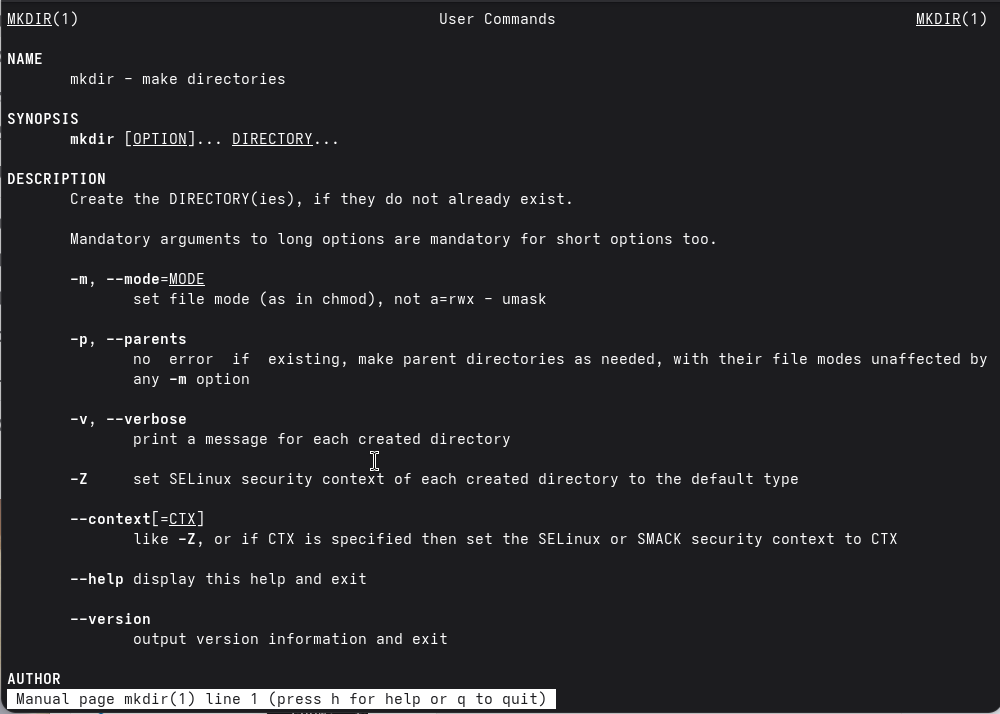 MKDIR(1) User Commands MKDIR(1)
NAME
mkdir - make directories
SYNOPSIS
mkdir [OPTION]... DIRECTORY...
DESCRIPTION
Create the DIRECTORY(ies), if they do not already exist.
Mandatory arguments to long options are mandatory for short options too.
-m, --mode=MODE
set file mode (as in chmod), not a=rwx - umask
-p, --parents
no error if existing, make parent directories as needed, with their file modes unaffected by
any -m option
-v, --verbose
print a message for each created directory
-Z set SELinux security context of each created directory to the default type
--context[=CTX]
like -Z, or if CTX is specified then set the SELinux or SMACK security context to CTX
--help display this help and exit
--version
output version information and exit
AUTHOR
Manual page mkdir(1) line 1 (press h for help or q to quit)